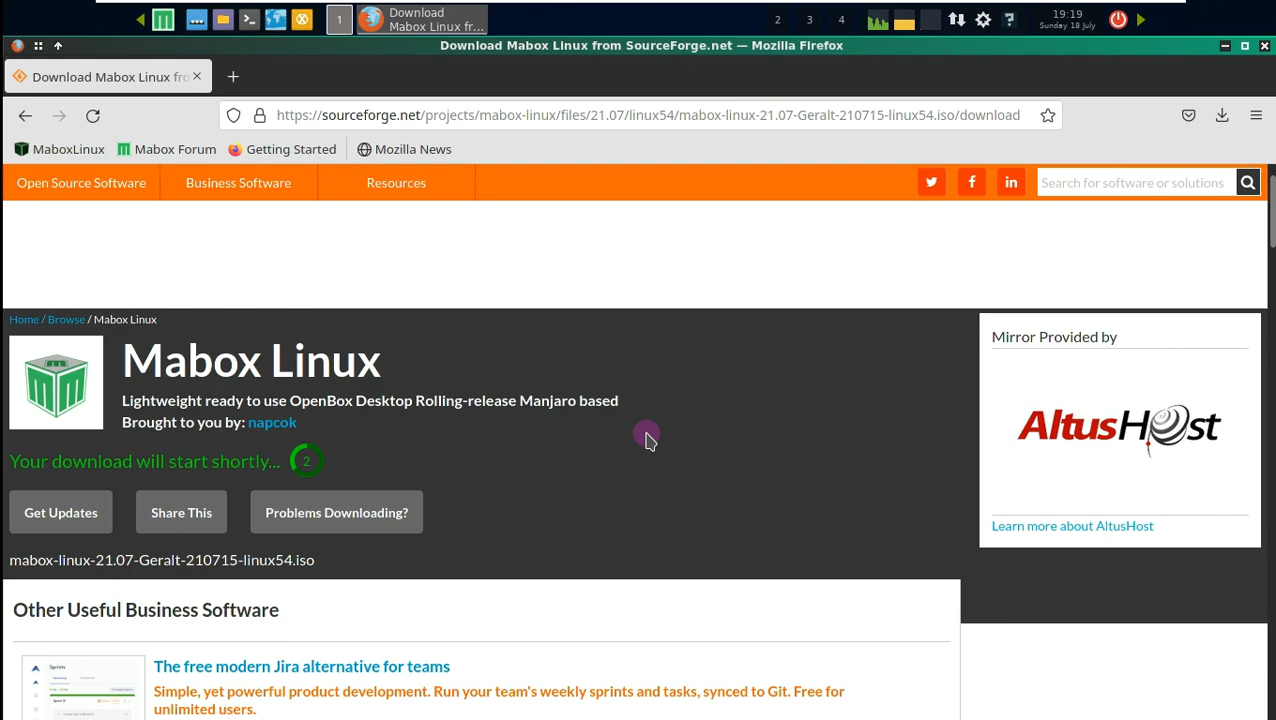 1
Download
Mabox Linux fr...
2
3
4
19:19
Sunday 18 July
Download Mabox Linux from SourceForge.net — Mozilla Firefox
Download Mabox Linux fro
https://sourceforge.net/projects/mabox-linux/files/21.07/linux54/mabox-linux-21.07-Geralt-210715-linux54.iso/download
MaboxLinux
Mabox Forum
Getting Started
Mozilla News
Open Source Software
Business Software
Resources
Search for software or solutions
Home / Browse / Mabox Linux
Mabox Linux
Lightweight ready to use OpenBox Desktop Rolling-release Manjaro based
Brought to you by: napcok
Your download will start shortly... 2
Get Updates
Share This
Problems Downloading?
mabox-linux-21.07-Geralt-210715-linux54.iso
Mirror Provided by
AltusHost
Learn more about AltusHost
Other Useful Business Software
The free modern Jira alternative for teams
Simple, yet powerful product development. Run your team's weekly sprints and tasks, synced to Git. Free for
unlimited users.